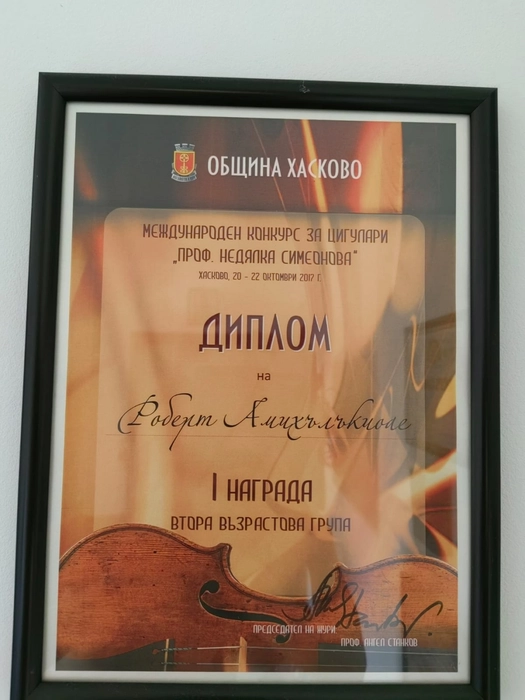 ОБЩИНА ХАСКОВО
МЕЖДУНАРОДЕН КОНКУРС ЗА ЦИГУЛАРИ
„ПРОФ. НЕДЯЛКА СИМЕОНОВА"
ХАСКОВО, 20 - 22 ОКТОМВРИ 2017 Г.
ДИПЛОМ
на
Роберт Амихълъкиоае
I НАГРАДА
ВТОРА ВЪЗРАСТОВА ГРУПА
ПРЕДСЕДАТЕЛ НА ЖУРИ
ПРОФ. АНГЕЛ СТАНКОВ